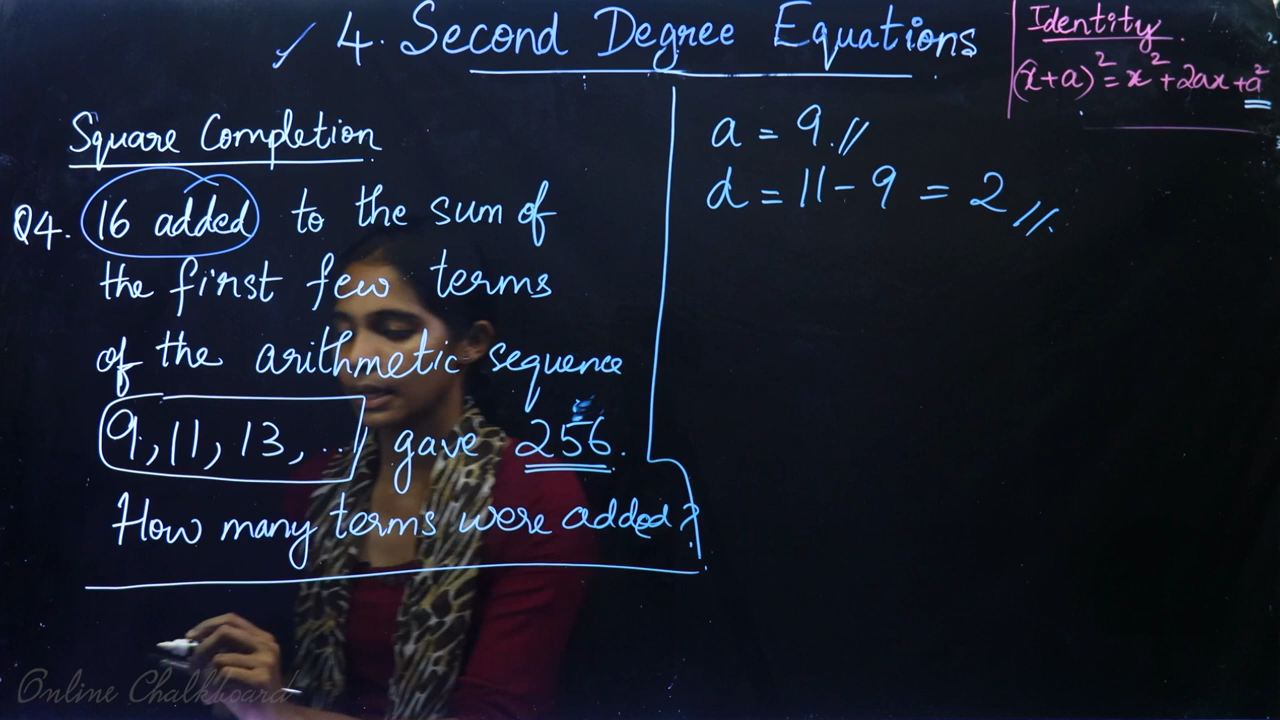 4. Second Degree Equations
Identity
(x+a)² = x² + 2ax + a²
Square Completion
Q4. 16 added to the sum of
the first few terms
of the arithmetic sequence
9, 11, 13, ... gave 256.
How many terms were added?
a = 9 //
d = 11 - 9 = 2 //
Online Chalkboard